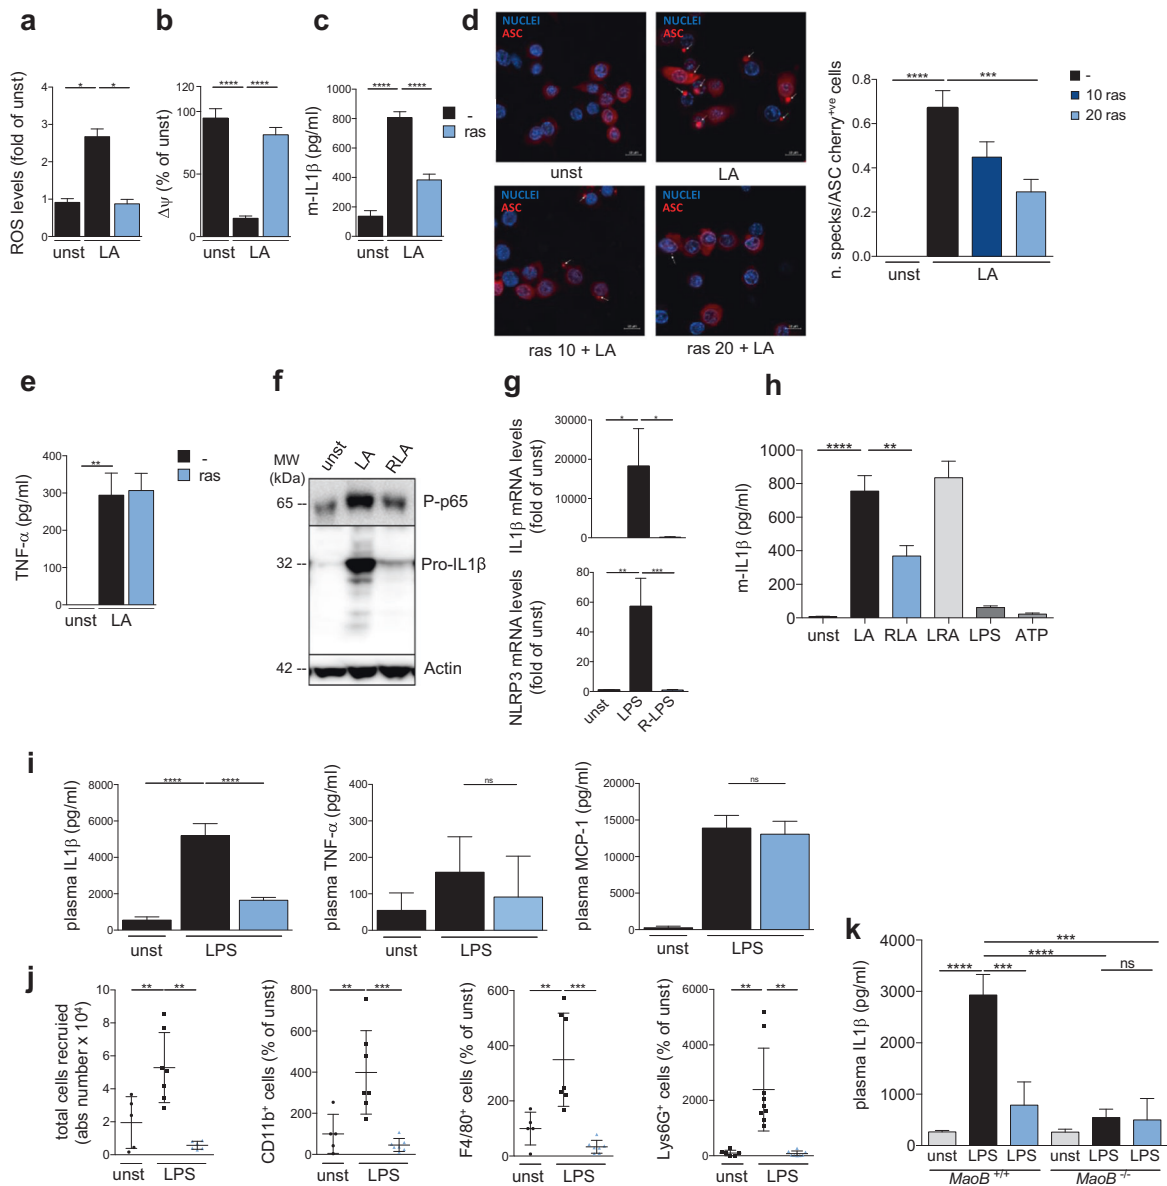 a
ROS levels (fold of unst)
4
3
2
1
0
* *
unst LA
b
Δψ (% of unst)
100
50
0
**** ****
unst LA
c
m-IL1β (pg/ml)
1000
800
600
400
200
0
**** ****
unst LA
-
ras
d
NUCLEI
ASC
unst
NUCLEI
ASC
LA
NUCLEI
ASC
ras 10 + LA
NUCLEI
ASC
ras 20 + LA
n. specks/ASC cherry+ve cells
0.8
0.6
0.4
0.2
0
**** ***
unst LA
-
10 ras
20 ras
e
TNF-α (pg/ml)
400
300
200
100
0
**
unst LA
-
ras
f
MW
(kDa)
unst LA RLA
65 -- P-p65
32 -- Pro-IL1β
42 -- Actin
g
IL1β mRNA levels
(fold of unst)
30000
20000
10000
0
* *
NLRP3 mRNA levels
(fold of unst)
80
60
40
20
0
** ***
unst LPS R-LPS
h
m-IL1β (pg/ml)
1000
800
600
400
200
0
**** **
unst LA RLA LRA LPS ATP
i
plasma IL1β (pg/ml)
8000
6000
4000
2000
0
**** ****
unst LPS
plasma TNF-α (pg/ml)
400
300
200
100
0
ns
unst LPS
plasma MCP-1 (pg/ml)
20000
15000
10000
5000
0
ns
unst LPS
j
total cells recruied
(abs number x 10⁴)
10
8
6
4
2
0
** **
unst LPS
CD11b⁺ cells (% of unst)
800
600
400
200
0
** ***
unst LPS
F4/80⁺ cells (% of unst)
600
400
200
0
** ***
unst LPS
Lys6G⁺ cells (% of unst)
6000
4000
2000
0
** **
unst LPS
k
plasma IL1β (pg/ml)
4000
3000
2000
1000
0
***
****
**** *** ns
unst LPS LPS unst LPS LPS
MaoB +/+ MaoB -/-